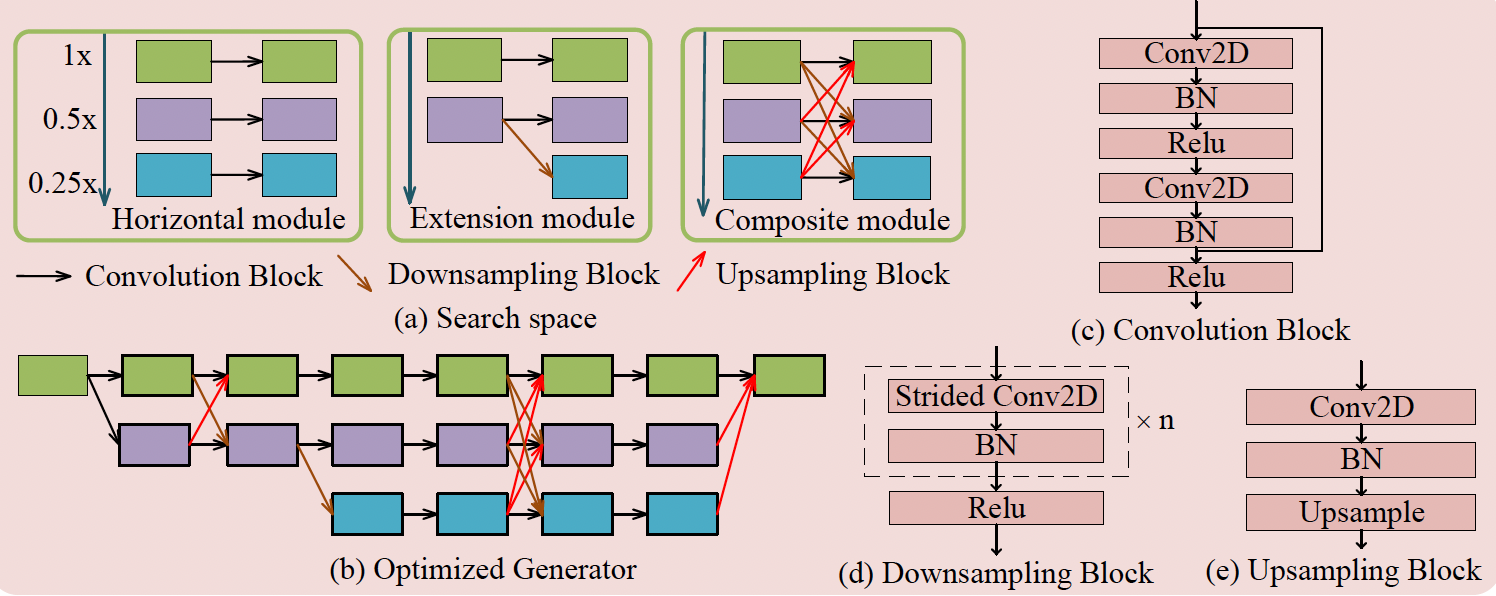 1x
0.5x
0.25x
Horizontal module
Extension module
Composite module
Convolution Block
Downsampling Block
Upsampling Block
(a) Search space
(b) Optimized Generator
Conv2D
BN
Relu
Conv2D
BN
Relu
(c) Convolution Block
Strided Conv2D
BN
× n
Relu
(d) Downsampling Block
Conv2D
BN
Upsample
(e) Upsampling Block